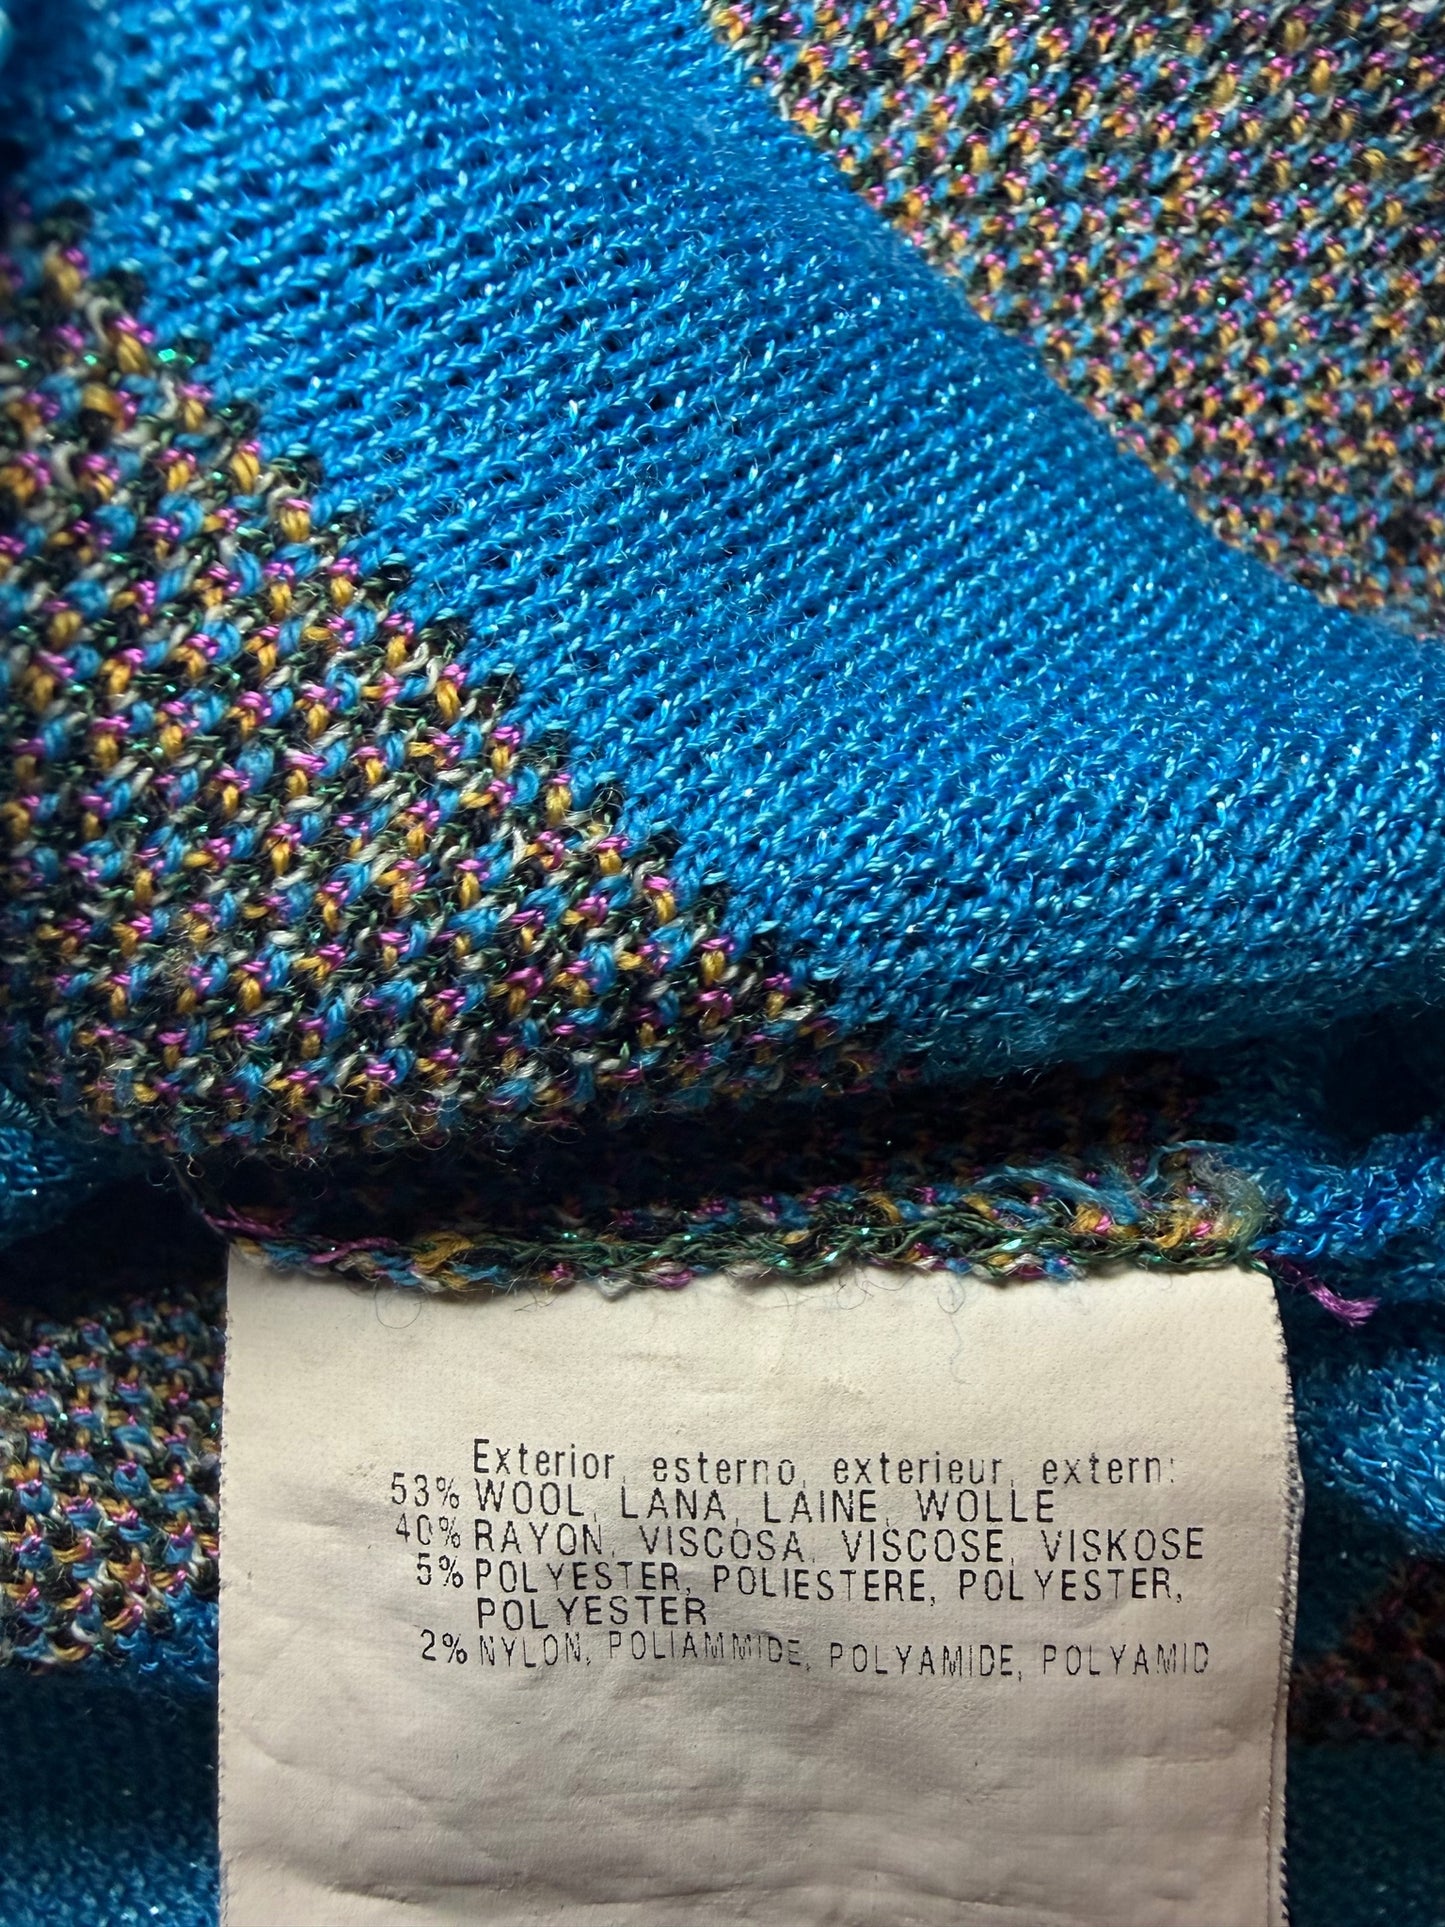 Exterior, esterno, exterieur, extern:
53% WOOL, LANA, LAINE, WOLLE
40% RAYON, VISCOSA, VISCOSE, VISKOSE
5% POLYESTER, POLIESTERE, POLYESTER,
POLYESTER
2% NYLON, POLIAMMIDE, POLYAMIDE, POLYAMID